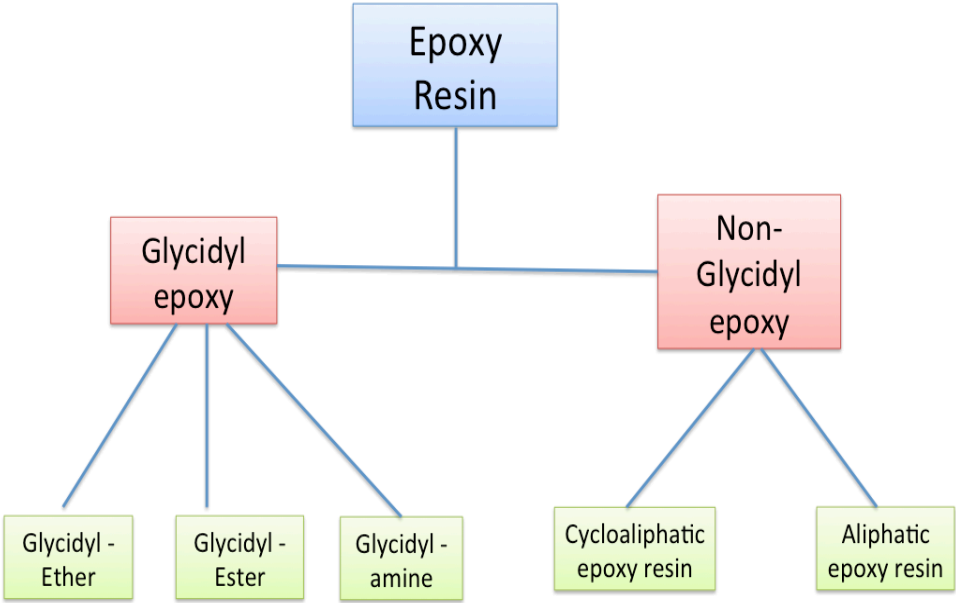 Epoxy
Resin
Glycidyl
epoxy
Non-
Glycidyl
epoxy
Glycidyl -
Ether
Glycidyl -
Ester
Glycidyl -
amine
Cycloaliphatic
epoxy resin
Aliphatic
epoxy resin